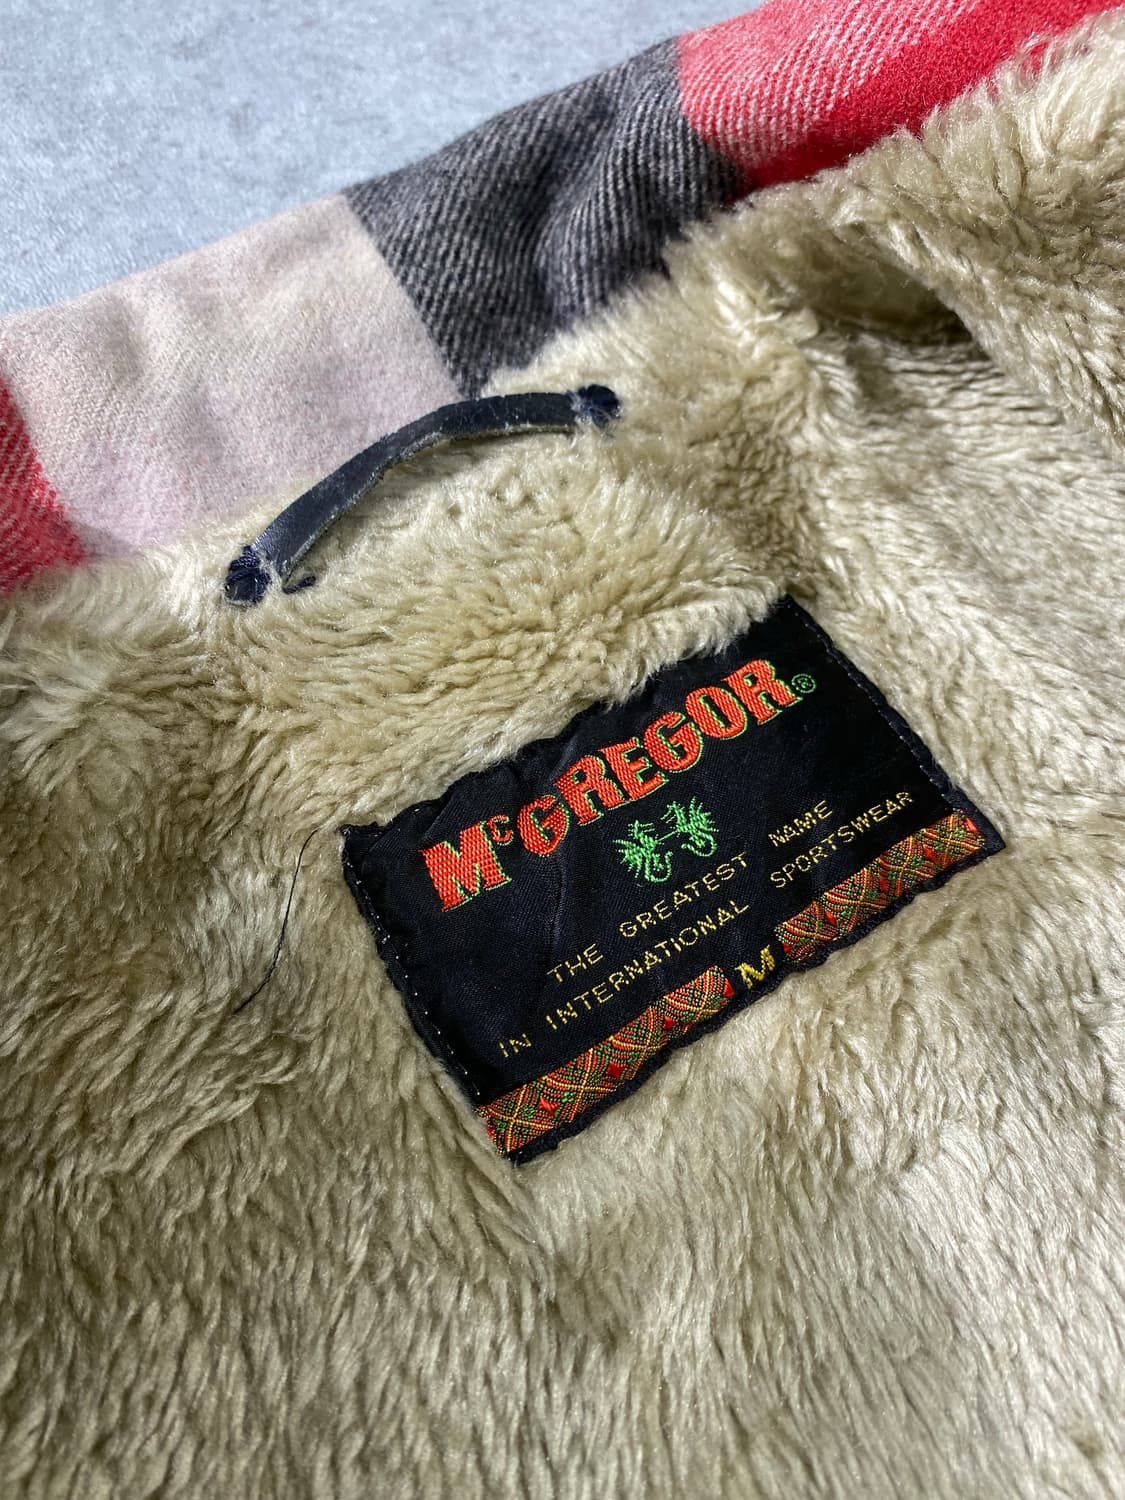 McGREGOR®
THE GREATEST NAME
IN INTERNATIONAL SPORTSWEAR
M